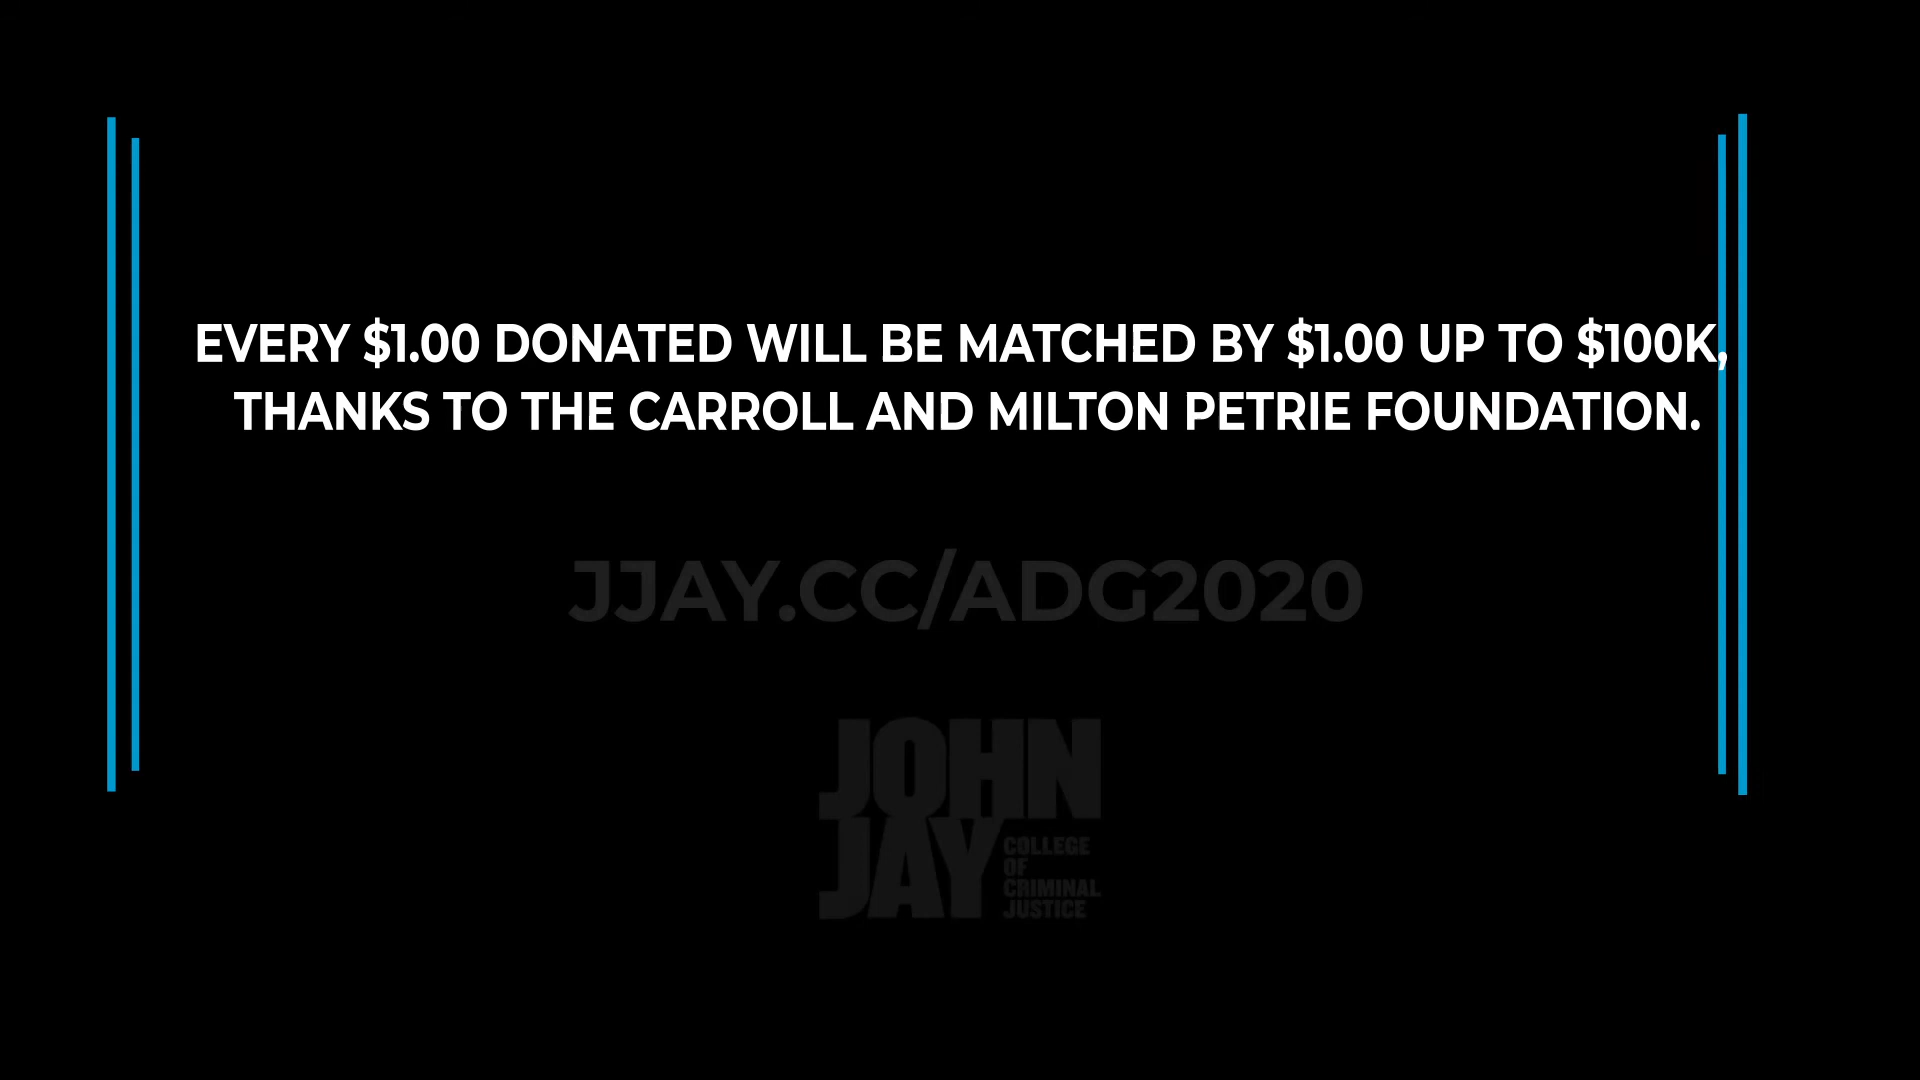 EVERY $1.00 DONATED WILL BE MATCHED BY $1.00 UP TO $100K,
THANKS TO THE CARROLL AND MILTON PETRIE FOUNDATION.
JJAY.CC/ADG2020
JOHN
JAY
COLLEGE
OF
CRIMINAL
JUSTICE